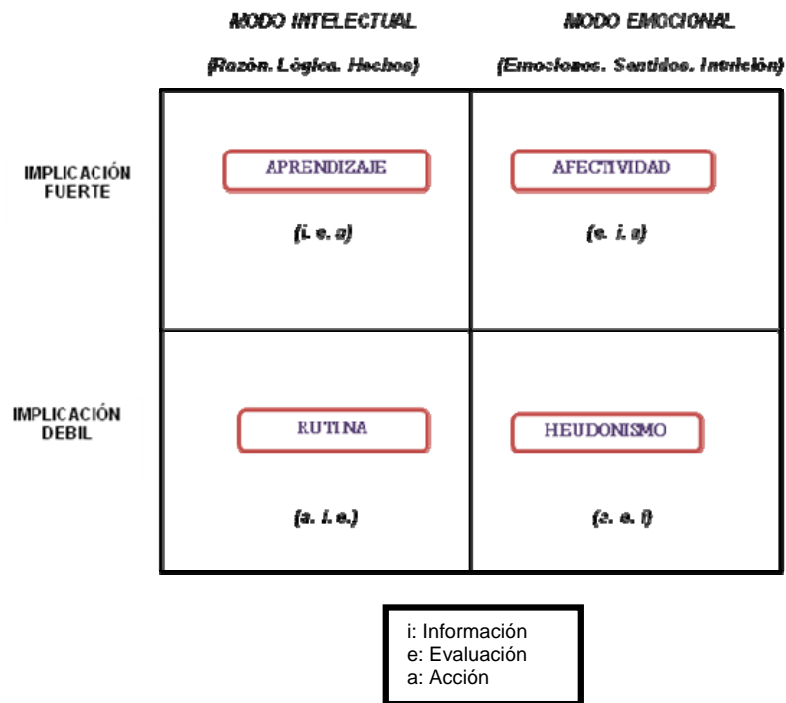 MODO INTELECTUAL
MODO EMOCIONAL
(Razón. Lógica. Hechos)
(Emociones. Sentidos. Intuición)
IMPLICACIÓN
FUERTE
APRENDIZAJE
AFECTIVIDAD
(i. e. a)
(e. i. a)
IMPLICACIÓN
DEBIL
RUTINA
HEUDONISMO
(a. i. e.)
(a. e. i)
i: Información
e: Evaluación
a: Acción